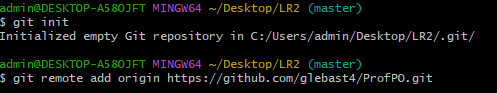 admin@DESKTOP-A58OJFT MINGW64 ~/Desktop/LR2 (master)
$ git init
Initialized empty Git repository in C:/Users/admin/Desktop/LR2/.git/
admin@DESKTOP-A58OJFT MINGW64 ~/Desktop/LR2 (master)
$ git remote add origin https://github.com/glebast4/ProfPO.git